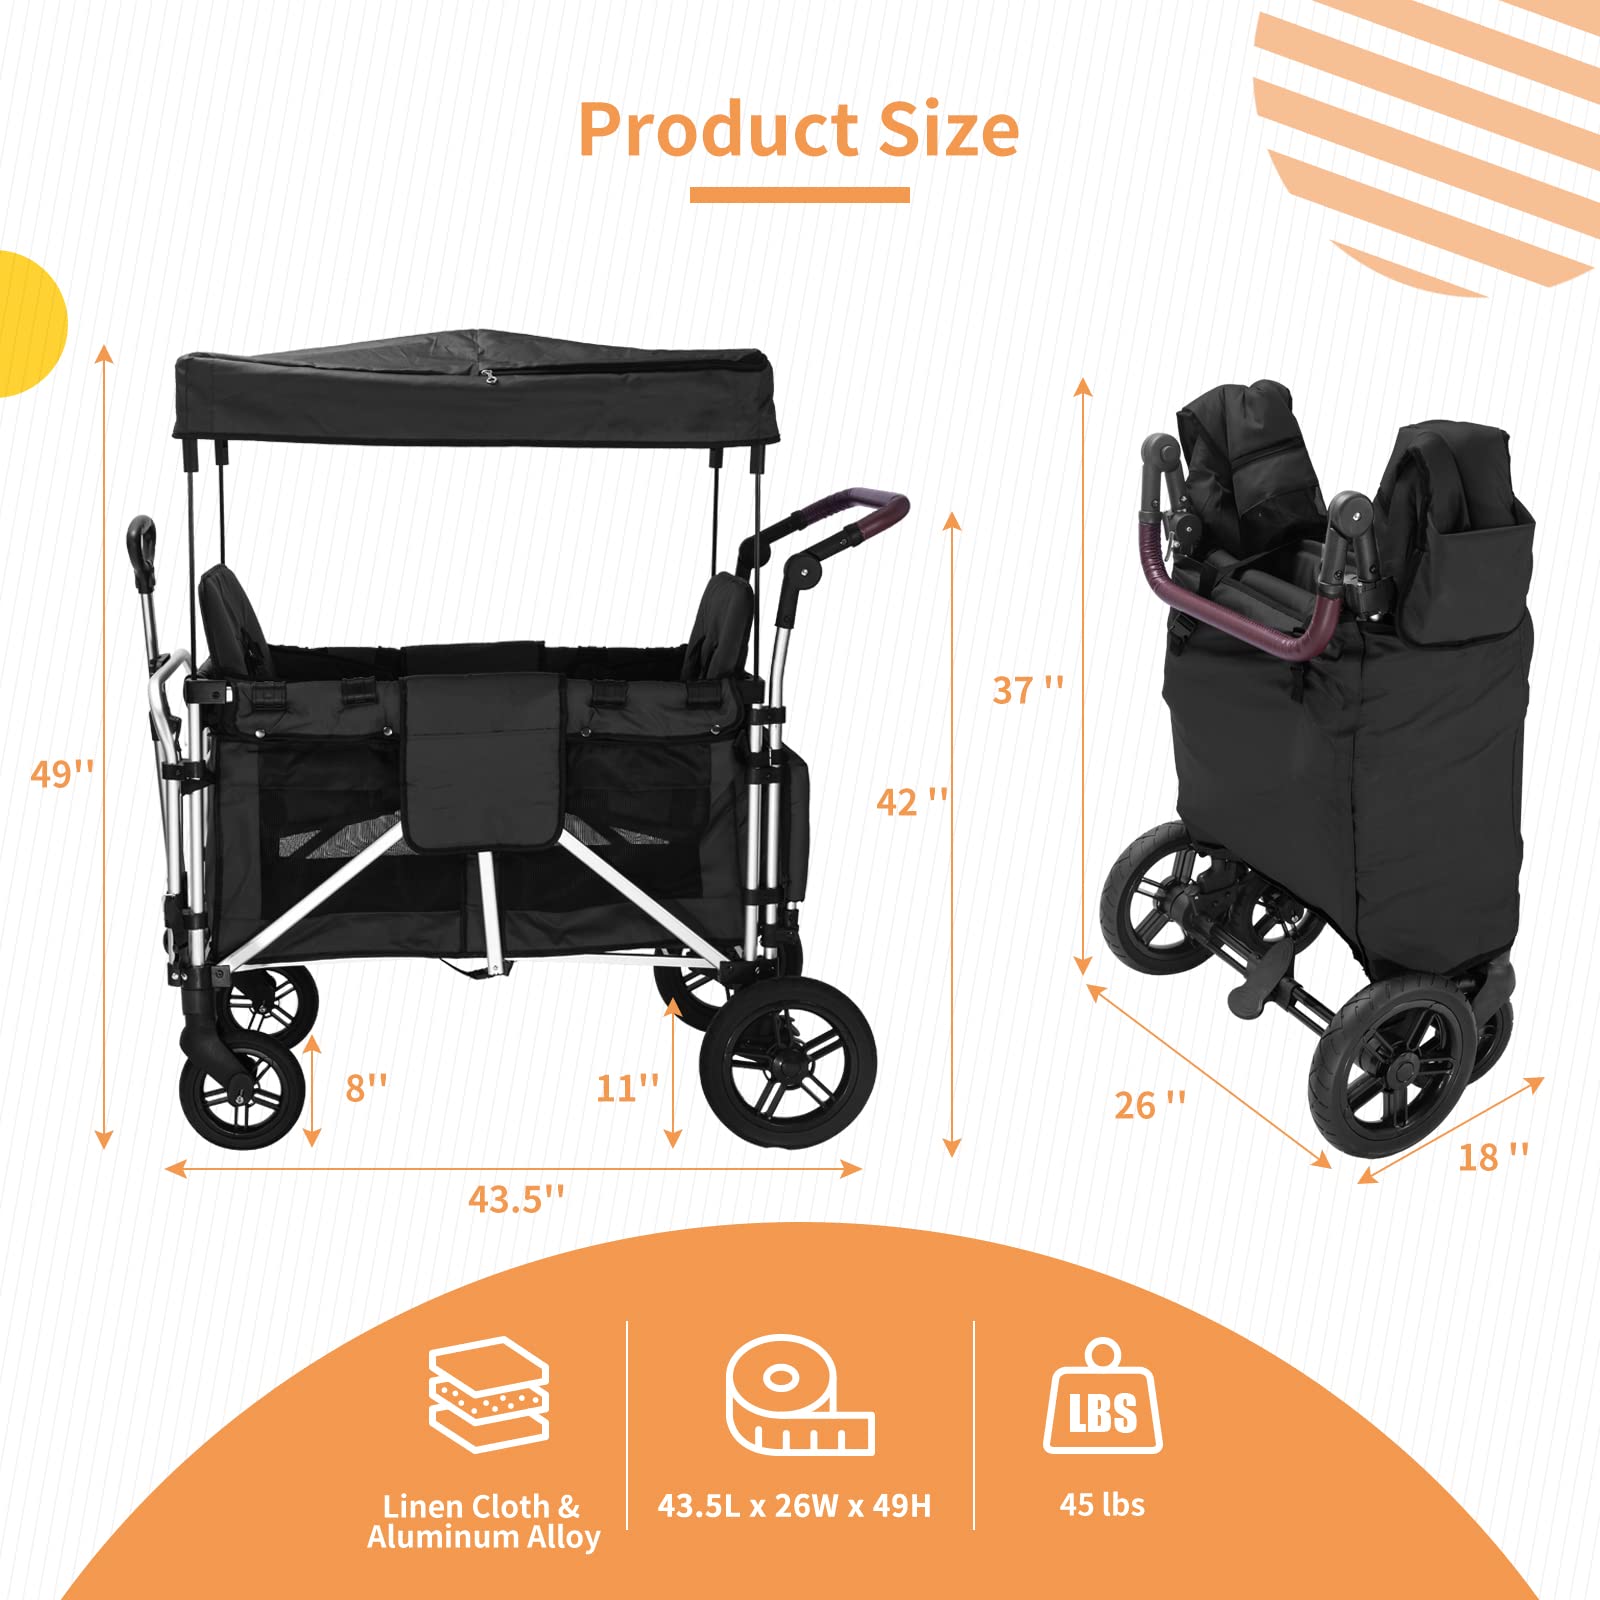 Product Size
49''
37 ''
42 ''
8''
11''
26 ''
18 ''
43.5''
LBS
Linen Cloth &
Aluminum Alloy
43.5L x 26W x 49H
45 lbs